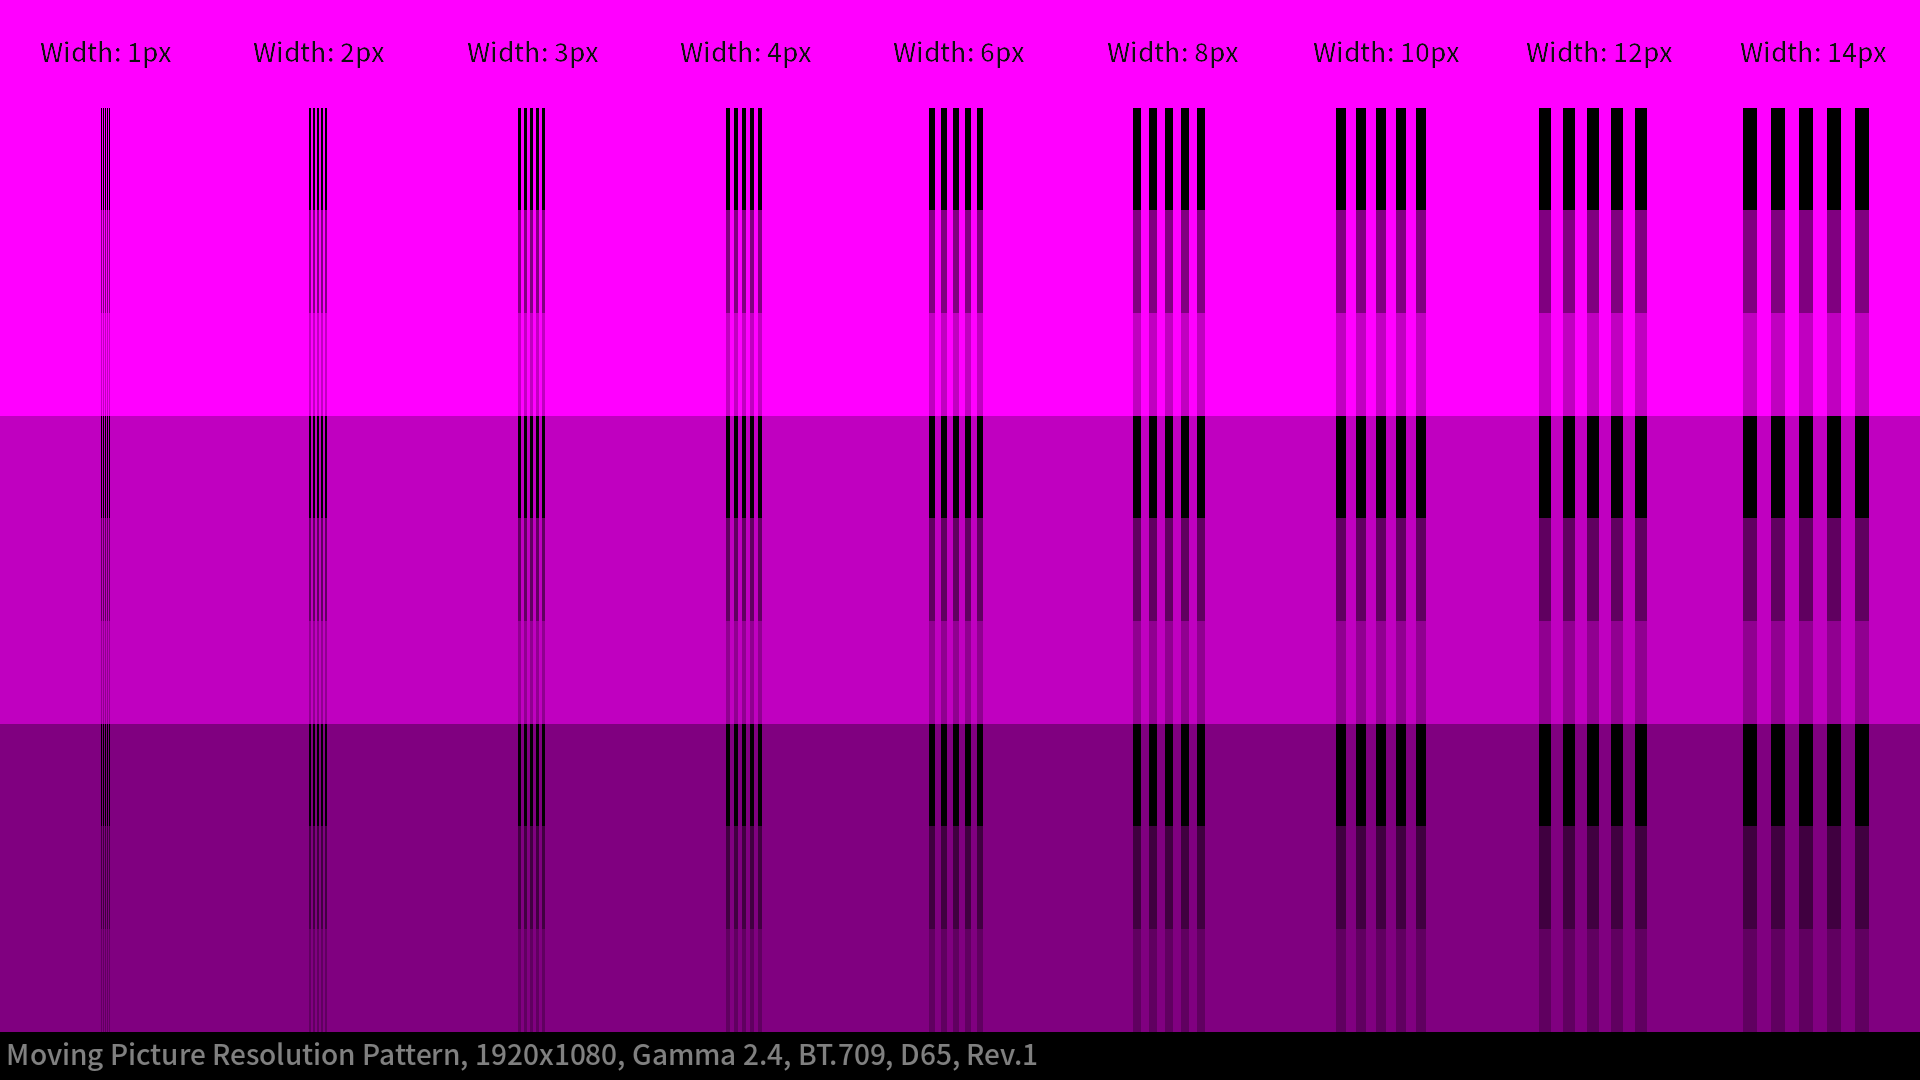 Width: 1px Width: 2px Width: 3px Width: 4px Width: 6px Width: 8px Width: 10px Width: 12px Width: 14px
Moving Picture Resolution Pattern, 1920x1080, Gamma 2.4, BT.709, D65, Rev.1